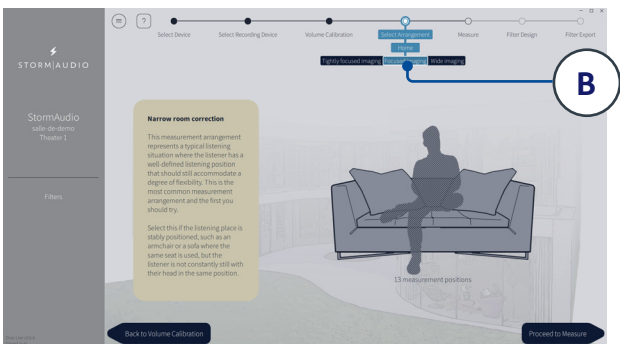 ?
Select Device
Select Recording Device
Volume Calibration
Select Arrangement
Measure
Filter Design
Filter Export
Home
Tightly focused imaging
Focused imaging
Wide imaging
B
STORM|AUDIO
StormAudio
salle-de-demo
Theater 1
Filters
Narrow room correction
This measurement arrangement
represents a typical listening
situation where the listener has a
well-defined listening position
that should still accommodate a
degree of flexibility. This is the
most common measurement
arrangement and the first you
should try.
Select this if the listening place is
stably positioned, such as an
armchair or a sofa where the
same seat is used, but the
listener is not constantly still with
their head in the same position.
13 measurement positions
Back to Volume Calibration
Proceed to Measure